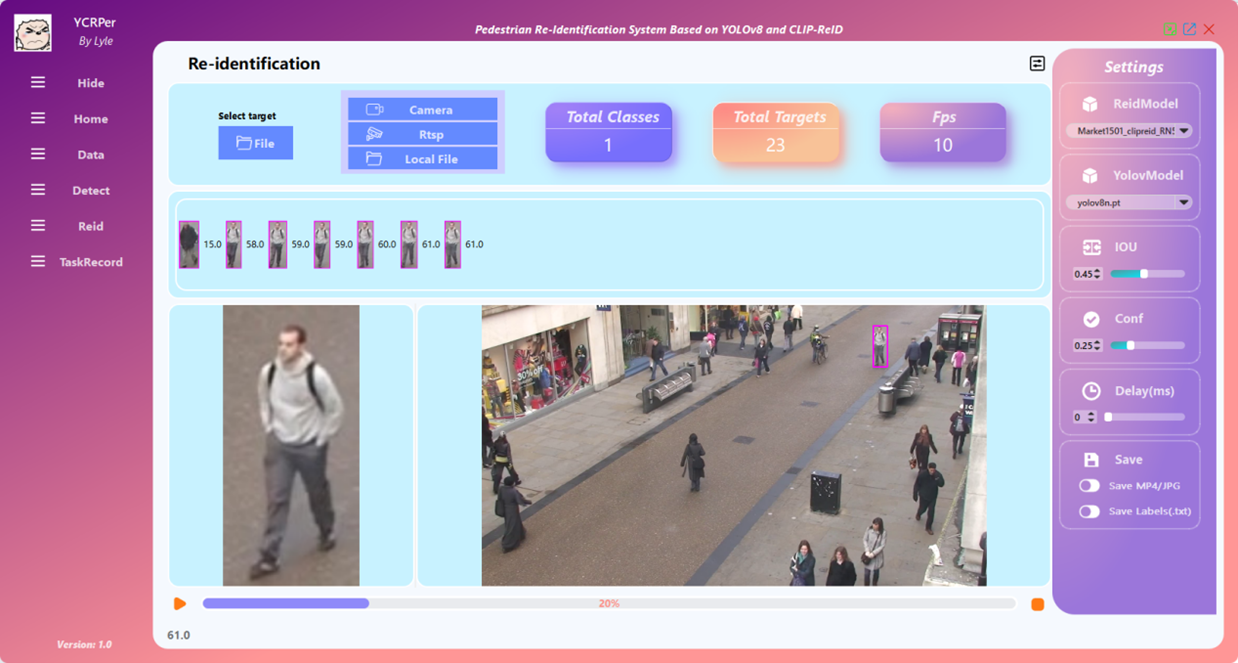 YCRPer
By Lyle
Pedestrian Re-Identification System Based on YOLOv8 and CLIP-ReID
Hide
Home
Data
Detect
Reid
TaskRecord
Version: 1.0
Re-identification
Select target
File
Camera
Rtsp
Local File
Total Classes
1
Total Targets
23
Fps
10
15.0 58.0 59.0 59.0 60.0 61.0 61.0
30%off
20%
61.0
Settings
ReidModel
Market1501_clipreid_RN5
YolovModel
yolov8n.pt
IOU
0.45
Conf
0.25
Delay(ms)
0
Save
Save MP4/JPG
Save Labels(.txt)